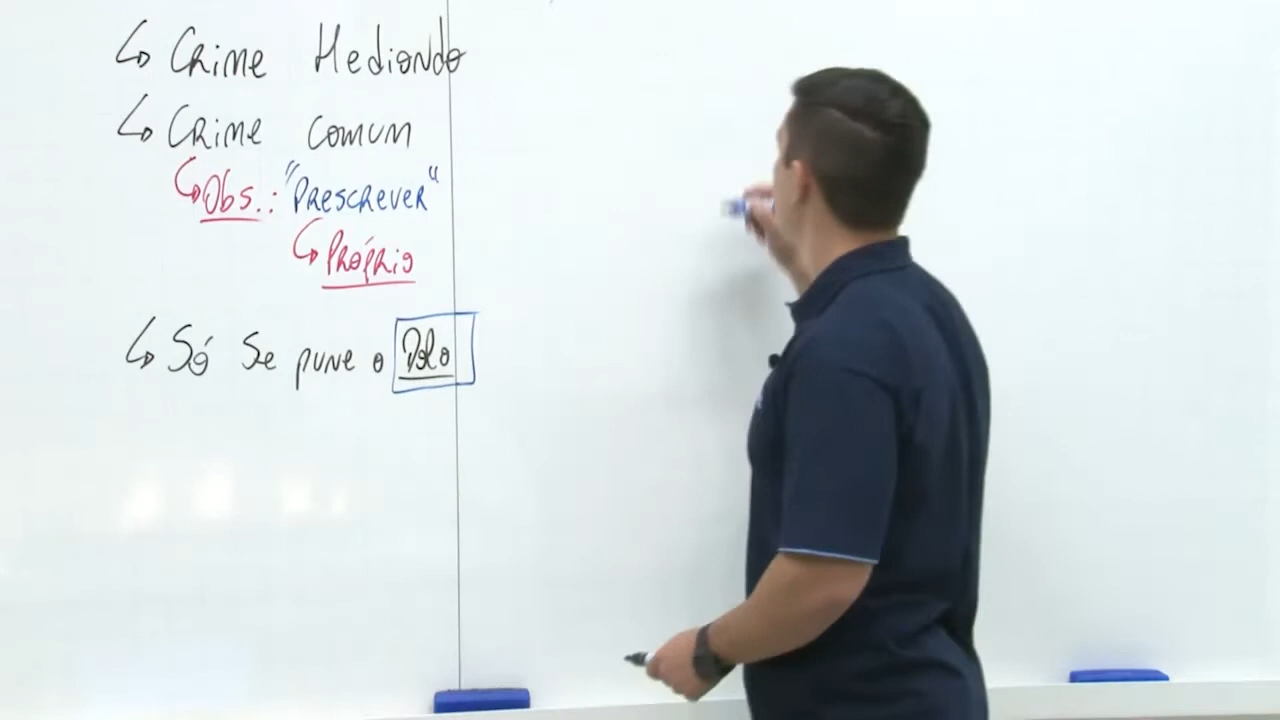 ↳ Crime Hediondo
↳ Crime comum
↳ Obs.: "Prescrever"
↳ Próprio
↳ Só se pune o Dolo